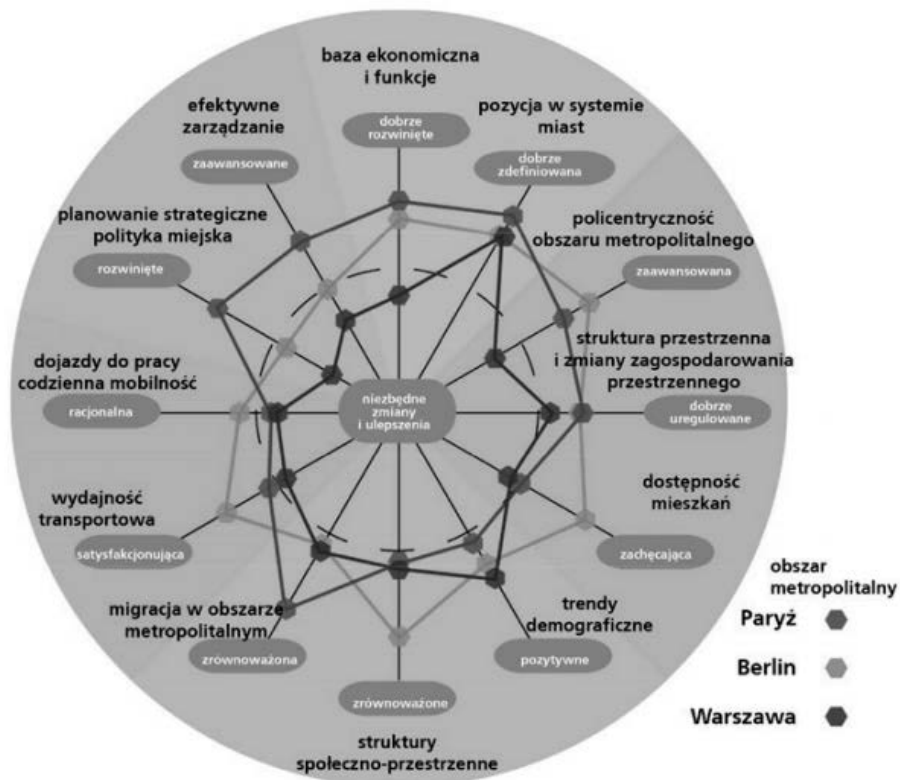 baza ekonomiczna
i funkcje
dobrze
rozwinięte
pozycja w systemie
miast
dobrze
zdefiniowana
policentryczność
obszaru metropolitalnego
zaawansowana
struktura przestrzenna
i zmiany zagospodarowania
przestrzennego
dobrze
uregulowane
dostępność
mieszkań
zachęcająca
trendy
demograficzne
pozytywne
zrównoważone
struktury
społeczno-przestrzenne
migracja w obszarze
metropolitalnym
zrównoważona
wydajność
transportowa
satysfakcjonująca
dojazdy do pracy
codzienna mobilność
racjonalna
planowanie strategiczne
polityka miejska
rozwinięte
efektywne
zarządzanie
zaawansowane
niezbędne
zmiany
i ulepszenia
obszar
metropolitalny
Paryż
Berlin
Warszawa